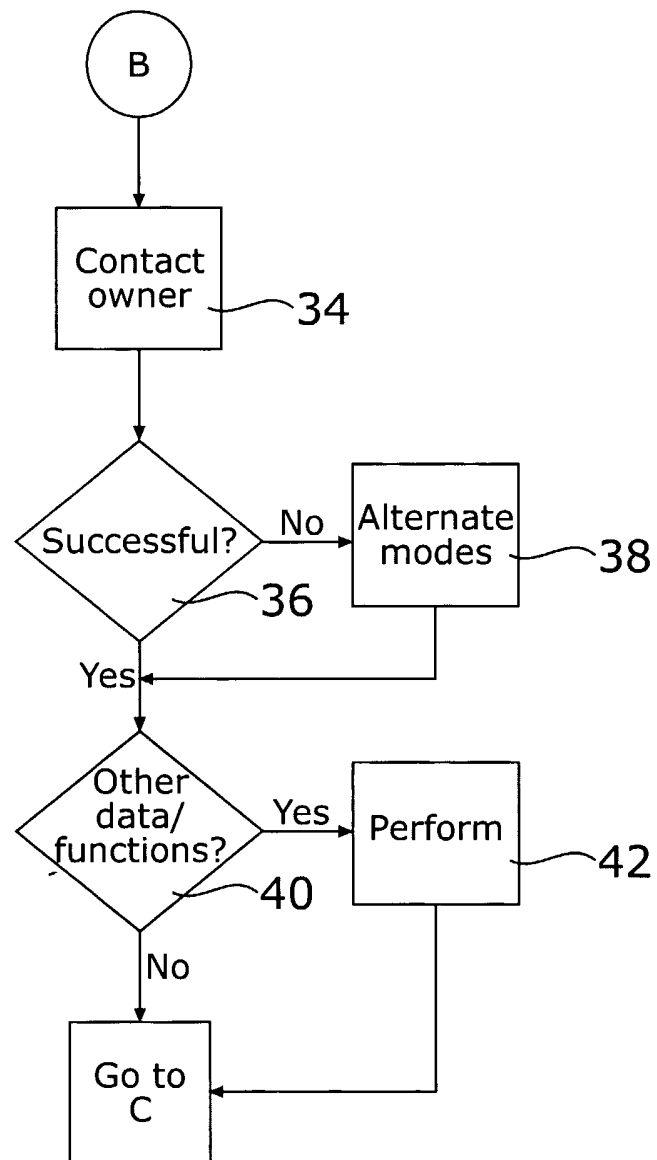 B
Contact
owner
34
Successful?
No
Alternate
modes
38
36
Yes
Other
data/
functions?
Yes
Perform
42
40
No
Go to
C